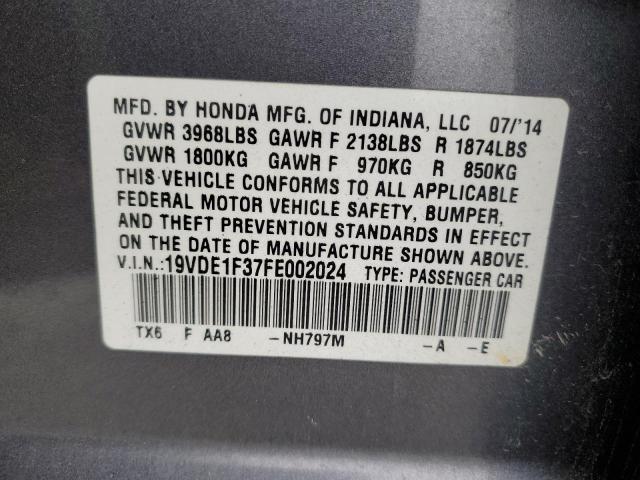 MFD. BY HONDA MFG. OF INDIANA, LLC 07/'14
GVWR 3968LBS GAWR F 2138LBS R 1874LBS
GVWR 1800KG GAWR F 970KG R 850KG
THIS VEHICLE CONFORMS TO ALL APPLICABLE
FEDERAL MOTOR VEHICLE SAFETY, BUMPER,
AND THEFT PREVENTION STANDARDS IN EFFECT
ON THE DATE OF MANUFACTURE SHOWN ABOVE.
V.I.N.:19VDE1F37FE002024 TYPE: PASSENGER CAR
TX6 F AA8 -NH797M -A -E